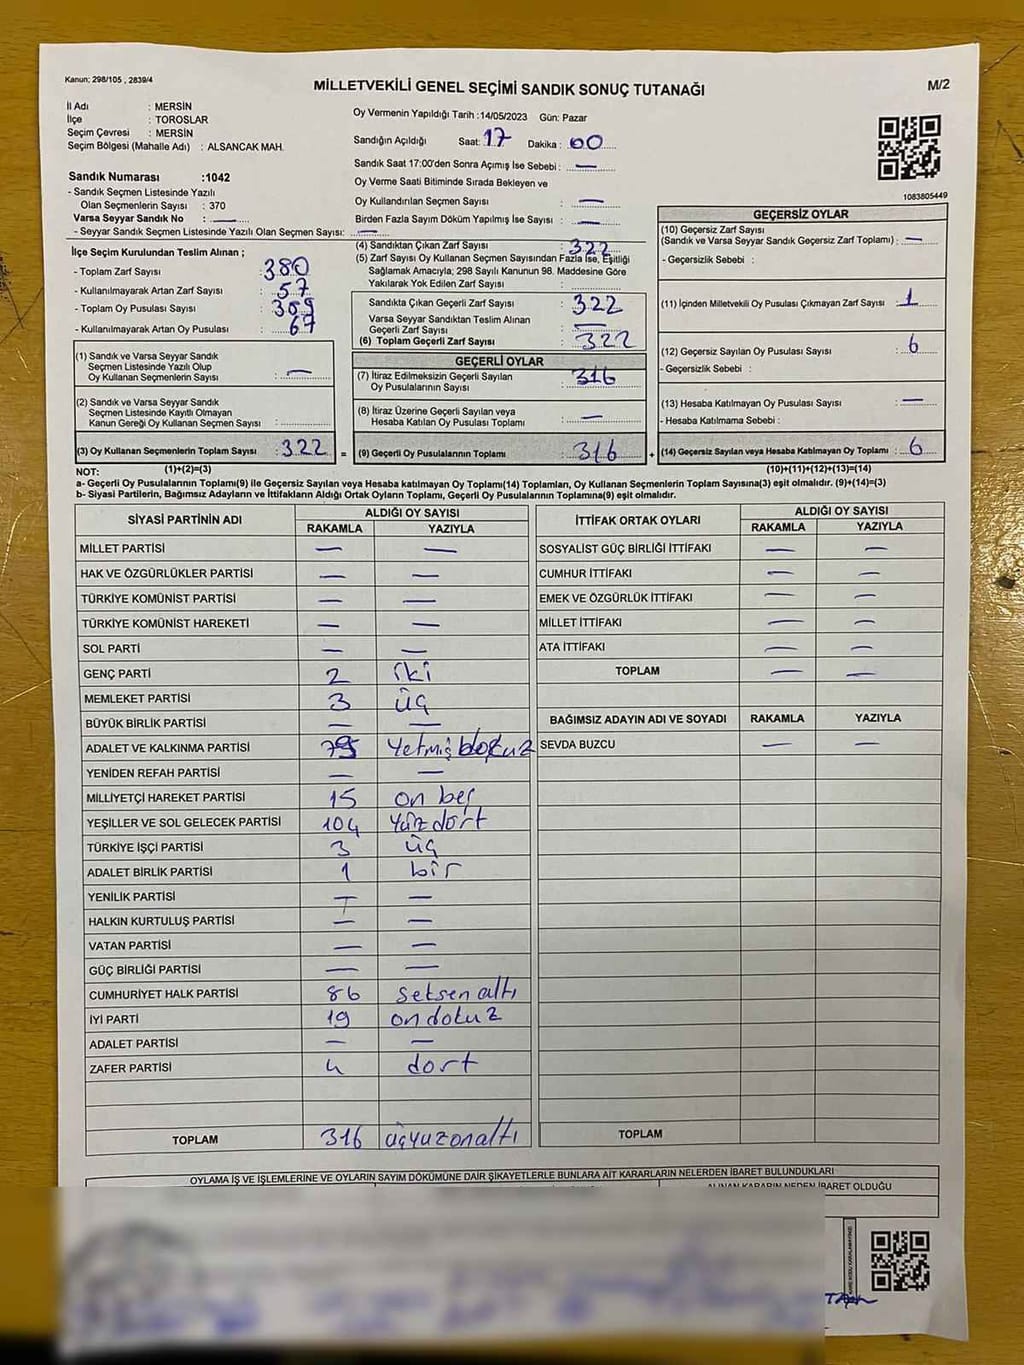 Kanun: 298/105 , 2839/4
MİLLETVEKİLİ GENEL SEÇİMİ SANDIK SONUÇ TUTANAĞI
M/2
İl Adı : MERSİN
İlçe : TOROSLAR
Seçim Çevresi : MERSİN
Seçim Bölgesi (Mahalle Adı) : ALSANCAK MAH.
Oy Vermenin Yapıldığı Tarih :14/05/2023 Gün: Pazar
Sandığın Açıldığı Saat: 17 Dakika : 00
Sandık Saat 17:00'den Sonra Açımış İse Sebebi : —
Oy Verme Saati Bitiminde Sırada Bekleyen ve
Oy Kullandırılan Seçmen Sayısı : —
Birden Fazla Sayım Döküm Yapılmış İse Sayısı : —
Sandık Numarası :1042
- Sandık Seçmen Listesinde Yazılı
Olan Seçmenlerin Sayısı : 370
Varsa Seyyar Sandık No : —
- Seyyar Sandık Seçmen Listesinde Yazılı Olan Seçmen Sayısı: —
1083805449
İlçe Seçim Kurulundan Teslim Alınan ;
- Toplam Zarf Sayısı : 380
- Kullanılmayarak Artan Zarf Sayısı : 57
- Toplam Oy Pusulası Sayısı : 389
- Kullanılmayarak Artan Oy Pusulası : 67
(1) Sandık ve Varsa Seyyar Sandık
Seçmen Listesinde Yazılı Olup
Oy Kullanan Seçmenlerin Sayısı : —
(2) Sandık ve Varsa Seyyar Sandık
Seçmen Listesinde Kayıtlı Olmayan
Kanun Gereği Oy Kullanan Seçmen Sayısı :
(3) Oy Kullanan Seçmenlerin Toplam Sayısı : 322 =
(1)+(2)=(3)
(4) Sandıktan Çıkan Zarf Sayısı : 322
(5) Zarf Sayısı Oy Kullanan Seçmen Sayısından Fazla İse, Eşitliği
Sağlamak Amacıyla, 298 Sayılı Kanunun 98. Maddesine Göre
Yakılarak Yok Edilen Zarf Sayısı :
Sandıkta Çıkan Geçerli Zarf Sayısı : 322
Varsa Seyyar Sandıktan Teslim Alınan
Geçerli Zarf Sayısı : —
(6) Toplam Geçerli Zarf Sayısı : 322
GEÇERLİ OYLAR
(7) İtiraz Edilmeksizin Geçerli Sayılan
Oy Pusulalarının Sayısı : 316
(8) İtiraz Üzerine Geçerli Sayılan veya
Hesaba Katılan Oy Pusulası Toplamı : —
(9) Geçerli Oy Pusulalarının Toplamı : 316 +
GEÇERSİZ OYLAR
(10) Geçersiz Zarf Sayısı
(Sandık ve Varsa Seyyar Sandık Geçersiz Zarf Toplamı) : —
- Geçersizlik Sebebi :
(11) İçinden Milletvekili Oy Pusulası Çıkmayan Zarf Sayısı : 1
(12) Geçersiz Sayılan Oy Pusulası Sayısı : 6
- Geçersizlik Sebebi :
(13) Hesaba Katılmayan Oy Pusulası Sayısı : —
- Hesaba Katılmama Sebebi :
(14) Geçersiz Sayılan veya Hesaba Katılmayan Oy Toplamı : 6
(10)+(11)+(12)+(13)=(14)
NOT:
a- Geçerli Oy Pusulalarının Toplamı(9) ile Geçersiz Sayılan veya Hesaba Katılmayan Oy Toplamı(14) Toplamları, Oy Kullanan Seçmenlerin Toplam Sayısına(3) eşit olmalıdır. (9)+(14)=(3)
b- Siyasi Partilerin, Bağımsız Adayların ve İttifakların Aldığı Ortak Oyların Toplamı, Geçerli Oy Pusulalarının Toplamına(9) eşit olmalıdır.
SİYASİ PARTİNİN ADI ALDIĞI OY SAYISI
RAKAMLA YAZIYLA
MİLLET PARTİSİ — —
HAK VE ÖZGÜRLÜKLER PARTİSİ — —
TÜRKİYE KOMÜNİST PARTİSİ — —
TÜRKİYE KOMÜNİST HAREKETİ — —
SOL PARTİ — —
GENÇ PARTİ 2 iki
MEMLEKET PARTİSİ 3 üç
BÜYÜK BİRLİK PARTİSİ — —
ADALET VE KALKINMA PARTİSİ 79 yetmiş dokuz
YENİDEN REFAH PARTİSİ — —
MİLLİYETÇİ HAREKET PARTİSİ 15 on beş
YEŞİLLER VE SOL GELECEK PARTİSİ 104 yüz dört
TÜRKİYE İŞÇİ PARTİSİ 3 üç
ADALET BİRLİK PARTİSİ 1 bir
YENİLİK PARTİSİ — —
HALKIN KURTULUŞ PARTİSİ — —
VATAN PARTİSİ — —
GÜÇ BİRLİĞİ PARTİSİ — —
CUMHURİYET HALK PARTİSİ 86 seksen altı
İYİ PARTİ 19 on dokuz
ADALET PARTİSİ — —
ZAFER PARTİSİ 4 dört
TOPLAM 316 üçyüzonaltı
İTTİFAK ORTAK OYLARI ALDIĞI OY SAYISI
RAKAMLA YAZIYLA
SOSYALİST GÜÇ BİRLİĞİ İTTİFAKI — —
CUMHUR İTTİFAKI — —
EMEK VE ÖZGÜRLÜK İTTİFAKI — —
MİLLET İTTİFAKI — —
ATA İTTİFAKI — —
TOPLAM — —
BAĞIMSIZ ADAYIN ADI VE SOYADI RAKAMLA YAZIYLA
SEVDA BUZCU — —
TOPLAM
OYLAMA İŞ VE İŞLEMLERİNE VE OYLARIN SAYIM DÖKÜMÜNE DAİR ŞİKAYETLERLE BUNLARA AİT KARARLARIN NELERDEN İBARET BULUNDUKLARI
ALINAN KARARIN NEDEN İBARET OLDUĞU